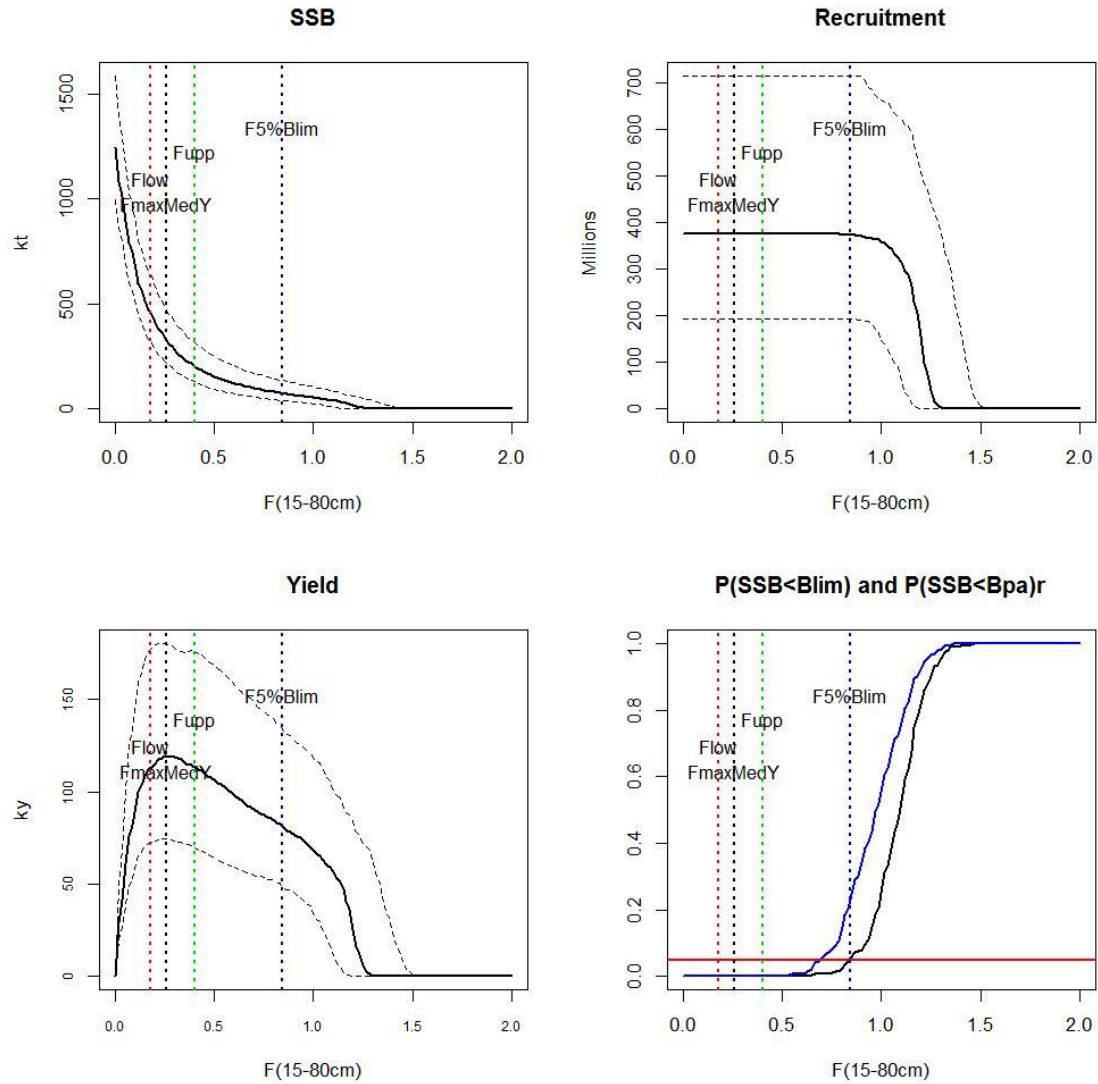 SSB
kt
1500
1000
500
0
F5%Blim
Fupp
Flow
FmaxMedY
0.0 0.5 1.0 1.5 2.0
F(15-80cm)
Recruitment
Millions
700
600
500
400
300
200
100
0
F5%Blim
Fupp
Flow
FmaxMedY
0.0 0.5 1.0 1.5 2.0
F(15-80cm)
Yield
ky
150
100
50
0
F5%Blim
Fupp
Flow
FmaxMedY
0.0 0.5 1.0 1.5 2.0
F(15-80cm)
P(SSB<Blim) and P(SSB<Bpa)r
1.0
0.8
0.6
0.4
0.2
0.0
F5%Blim
Fupp
Flow
FmaxMedY
0.0 0.5 1.0 1.5 2.0
F(15-80cm)